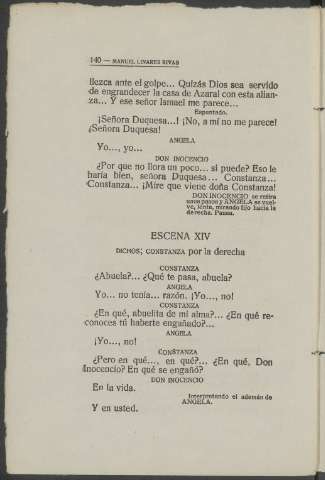 140 — MANUEL LINARES RIVAS
llezca ante el golpe... Quizás Dios sea servido
de engrandecer la casa de Azaral con esta alian-
za... Y ese señor Ismael me parece...
Espantado.
¡Señora Duquesa...! ¡No, a mí no me parece!
¡Señora Duquesa!
ANGELA
Yo..., yo...
DON INOCENCIO
¿Por que no llora un poco... si puede? Eso le
haría bien, señora Duquesa... Constanza...
Constanza... ¡Mire que viene doña Constanza!
DON INOCENCIO se retira
unos pasos y ANGELA se vuel-
ve, lenta, mirando fijo hacia la
derecha. Pausa.
ESCENA XIV
DICHOS; CONSTANZA por la derecha
CONSTANZA
¿Abuela?... ¿Qué te pasa, abuela?
ANGELA
Yo... no tenía... razón. ¡Yo..., no!
CONSTANZA
¿En qué, abuelita de mi alma?... ¿En qué re-
conoces tú haberte engañado?...
ANGELA
¡Yo..., no!
CONSTANZA
¿Pero en qué..., en qué?... ¿En qué, Don
Inocencio? En qué se engañó?
DON INOCENCIO
En la vida.
Interpretando el ademán de
ANGELA.
Y en usted.